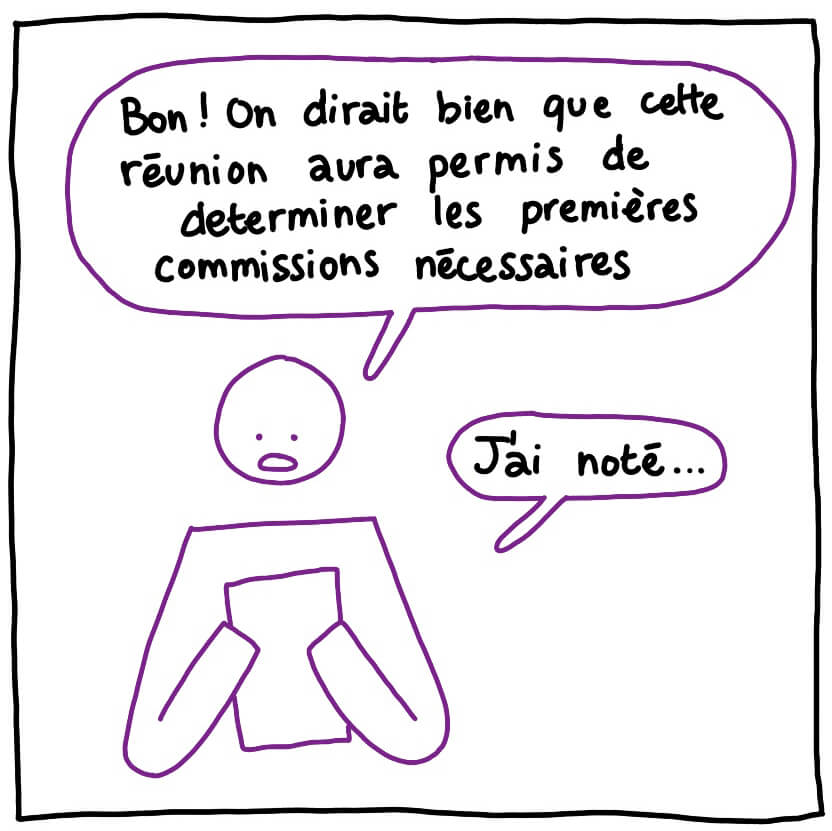 Bon! On dirait bien que cette
réunion aura permis de
determiner les premières
commissions nécessaires
J'ai noté...